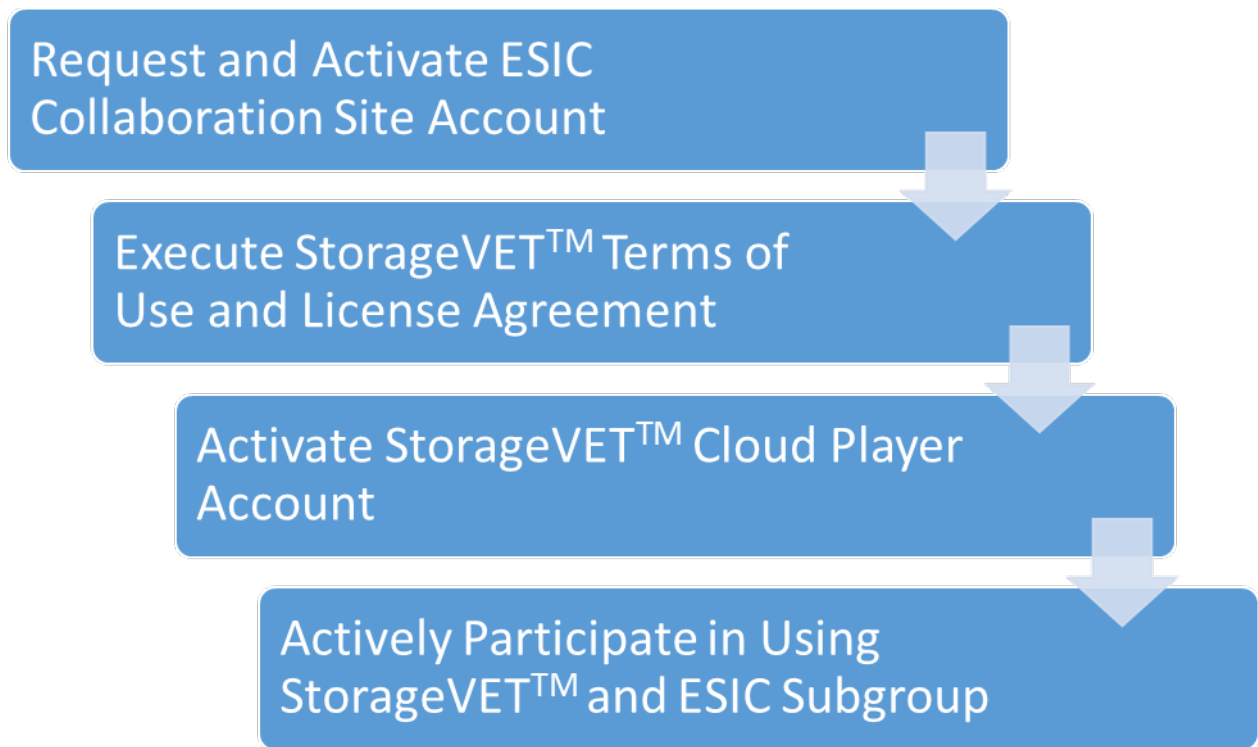 Request and Activate ESIC
Collaboration Site Account
Execute StorageVET™ Terms of
Use and License Agreement
Activate StorageVET™ Cloud Player
Account
Actively Participate in Using
StorageVET™ and ESIC Subgroup